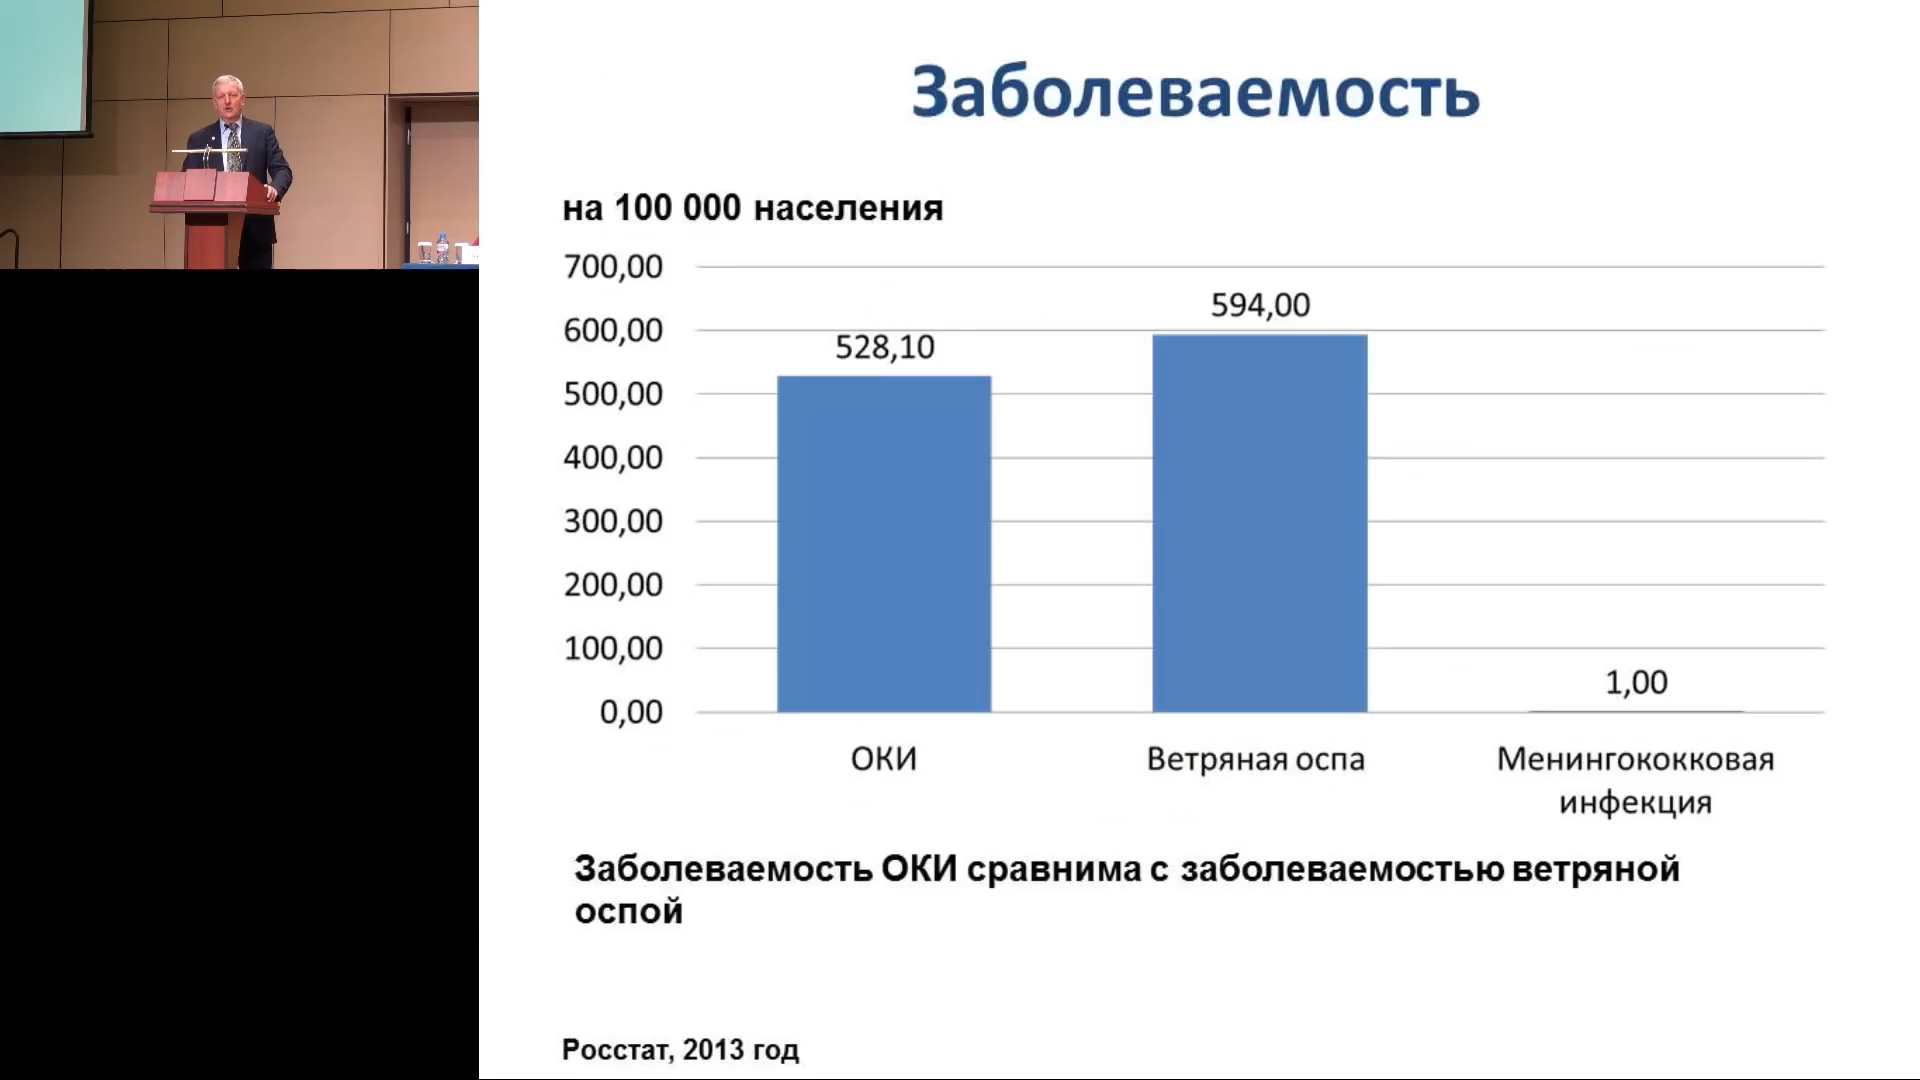 Заболеваемость
на 100 000 населения
700,00
600,00
500,00
400,00
300,00
200,00
100,00
0,00
528,10
594,00
1,00
ОКИ
Ветряная оспа
Менингококковая
инфекция
Заболеваемость ОКИ сравнима с заболеваемостью ветряной
оспой
Росстат, 2013 год